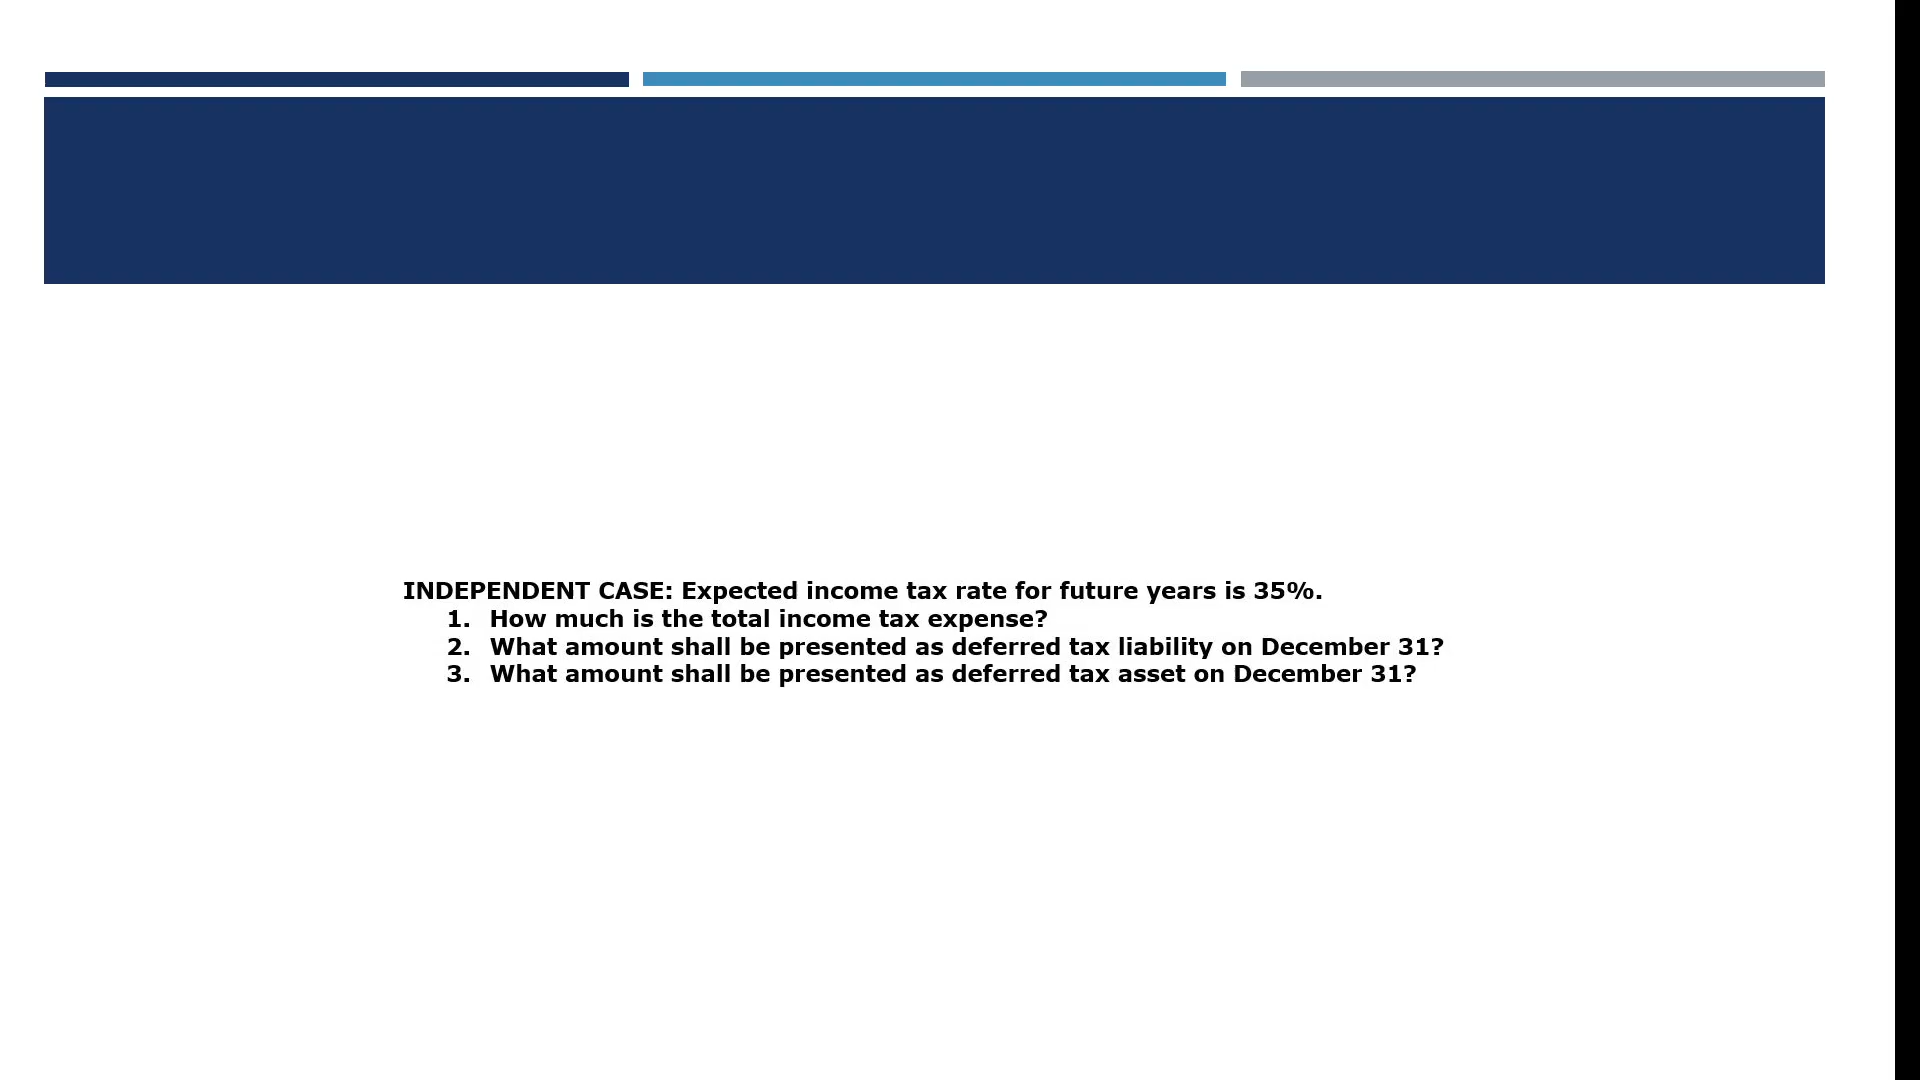 INDEPENDENT CASE: Expected income tax rate for future years is 35%.
1. How much is the total income tax expense?
2. What amount shall be presented as deferred tax liability on December 31?
3. What amount shall be presented as deferred tax asset on December 31?